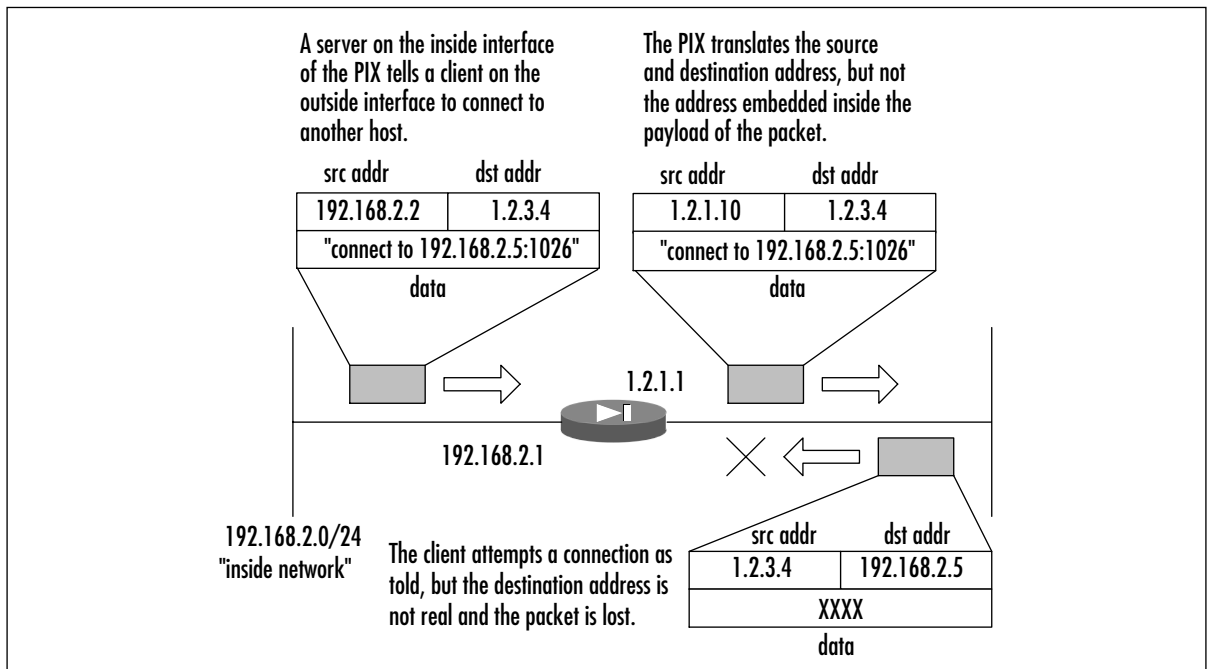 A server on the inside interface
of the PIX tells a client on the
outside interface to connect to
another host.
src addr dst addr
192.168.2.2 1.2.3.4
"connect to 192.168.2.5:1026"
data
The PIX translates the source
and destination address, but not
the address embedded inside the
payload of the packet.
src addr dst addr
1.2.1.10 1.2.3.4
"connect to 192.168.2.5:1026"
data
1.2.1.1
192.168.2.1
192.168.2.0/24
"inside network"
The client attempts a connection as
told, but the destination address is
not real and the packet is lost.
src addr dst addr
1.2.3.4 192.168.2.5
XXXX
data